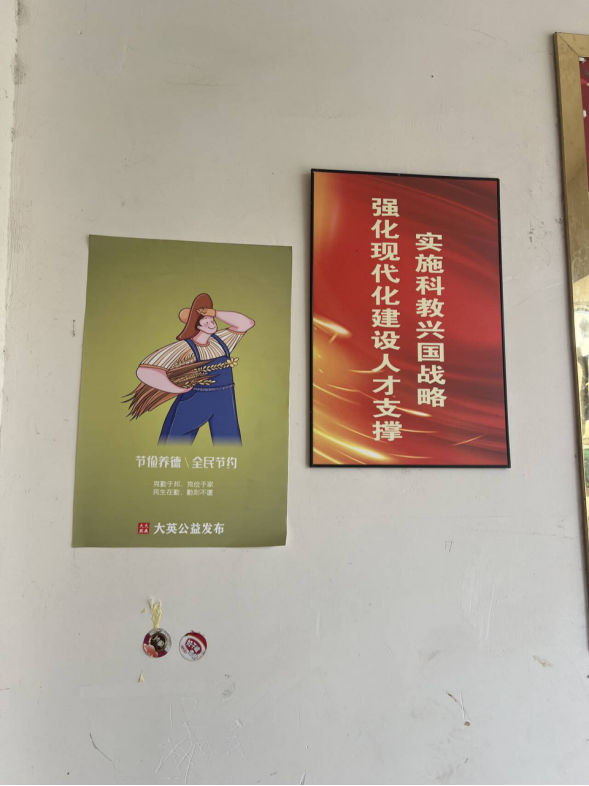 实施科教兴国战略
强化现代化建设人才支撑
节俭养德\全民节约
克勤于邦，克俭于家
民生在勤，勤则不匮
大英公益发布